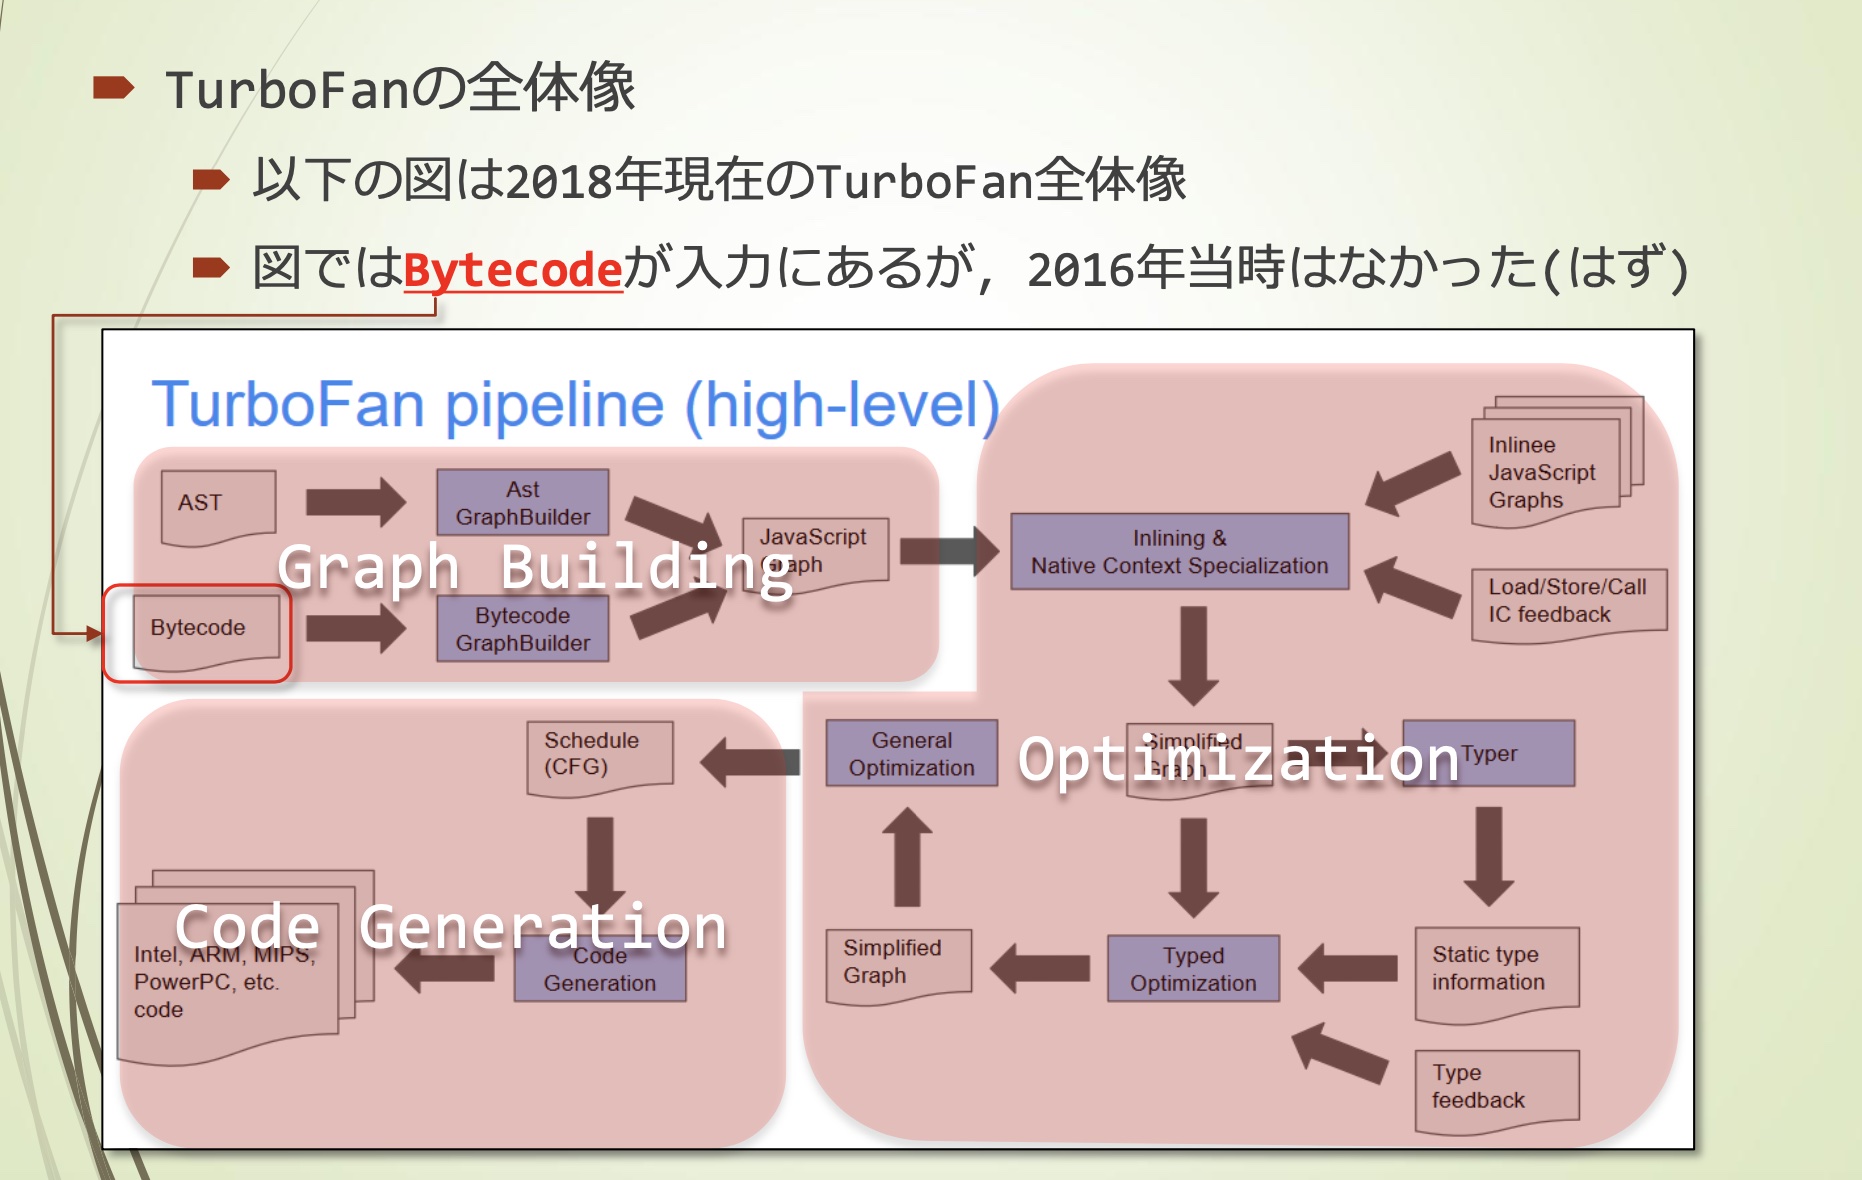 TurboFanの全体像
以下の図は2018年現在のTurboFan全体像
図ではBytecodeが入力にあるが, 2016年当時はなかった(はず)
TurboFan pipeline (high-level)
AST
Ast
GraphBuilder
JavaScript
Graph
Graph Building
Bytecode
Bytecode
GraphBuilder
Inlining &
Native Context Specialization
Inlinee
JavaScript
Graphs
Load/Store/Call
IC feedback
Simplified
Graph
Optimization
Typer
General
Optimization
Schedule
(CFG)
Static type
information
Typed
Optimization
Simplified
Graph
Type
feedback
Code Generation
Code
Generation
Intel, ARM, MIPS,
PowerPC, etc.
code